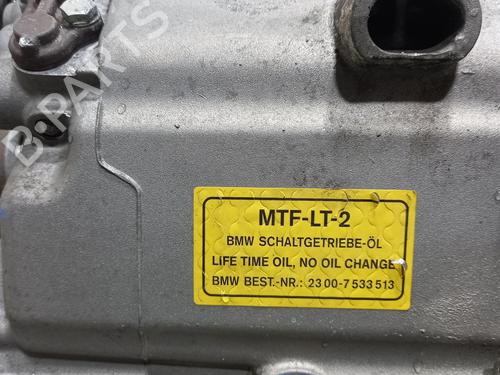 B-PARTS
MTF-LT-2
BMW SCHALTGETRIEBE-ÖL
LIFE TIME OIL, NO OIL CHANGE
BMW BEST.-NR.: 23 00-7 533 513